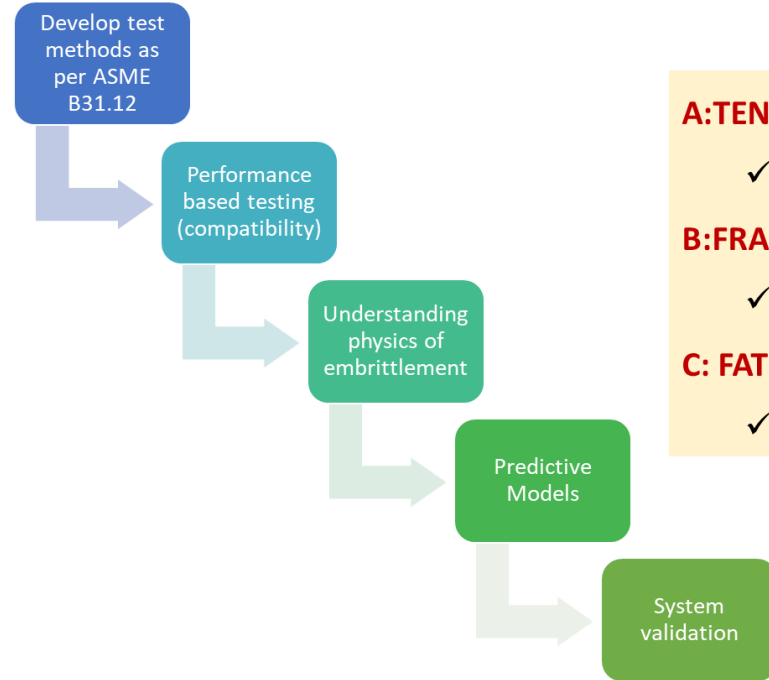 Develop test
methods as
per ASME
B31.12
Performance
based testing
(compatibility)
Understanding
physics of
embrittlement
Predictive
Models
System
validation
A:TEN
✓
B:FRA
✓
C: FAT
✓